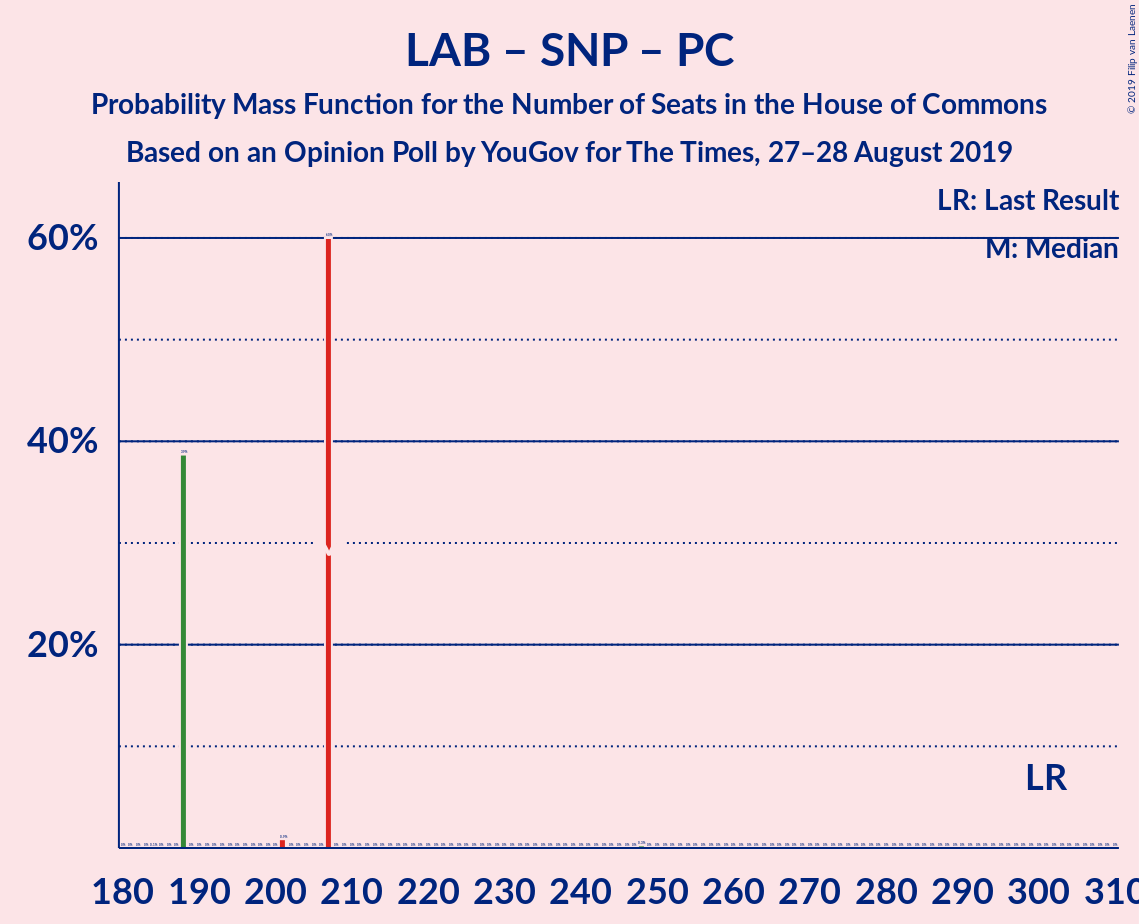 LAB – SNP – PC
Probability Mass Function for the Number of Seats in the House of Commons
Based on an Opinion Poll by YouGov for The Times, 27–28 August 2019
© 2019 Filip van Laenen
LR: Last Result
M: Median
60%
40%
20%
LR
180 190 200 210 220 230 240 250 260 270 280 290 300 310